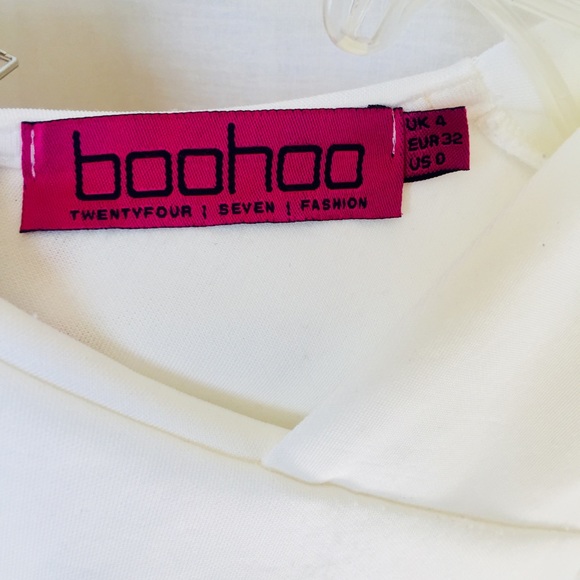 boohoo
TWENTYFOUR | SEVEN | FASHION
UK 4
EUR 32
US 0